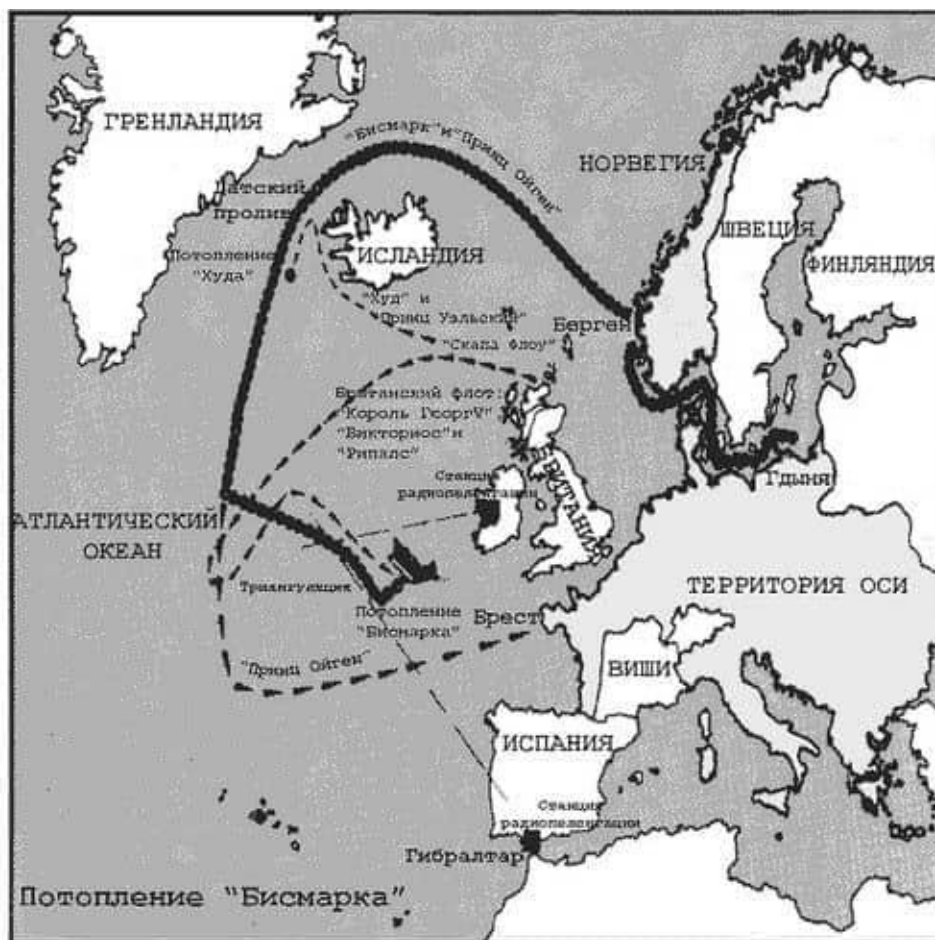 ГРЕНЛАНДИЯ
"Бисмарк" и "Принц Ойген"
НОРВЕГИЯ
Датский
пролив
ШВЕЦИЯ
Потопление
"Худа"
ИСЛАНДИЯ
ФИНЛЯНДИЯ
"Худ" и
"Принц Уэльский"
Берген
"Скапа Флоу"
Британский флот:
"Король ГеоргV"
"Викториос"и
"Рипалс"
Станция
радиопеленгации
БРИТАНИЯ
Гдыня
АТЛАНТИЧЕСКИЙ
ОКЕАН
Триангуляция
ТЕРРИТОРИЯ ОСИ
Потопление
"Бисмарка"
Брест
"Принц Ойген"
ВИШИ
ИСПАНИЯ
Станция
радиопеленгации
Гибралтар
Потопление "Бисмарка"